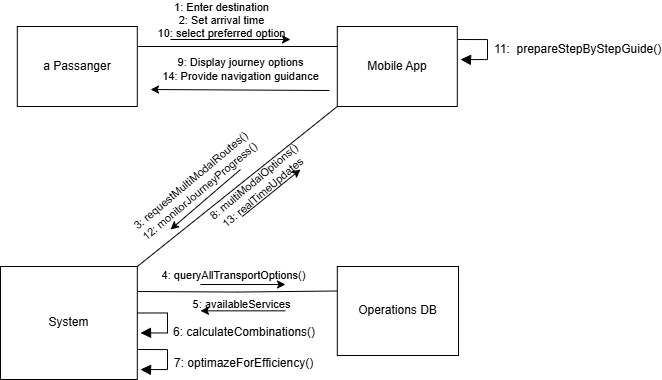 1: Enter destination
2: Set arrival time
10: select preferred option
a Passanger
Mobile App
11: prepareStepByStepGuide()
9: Display journey options
14: Provide navigation guidance
3: requestMultiModalRoutes()
12: monitorJourneyProgress()
8: multiModalOptions()
13: realTimeUpdates
4: queryAllTransportOptions()
5: availableServices
System
Operations DB
6: calculateCombinations()
7: optimazeForEfficiency()